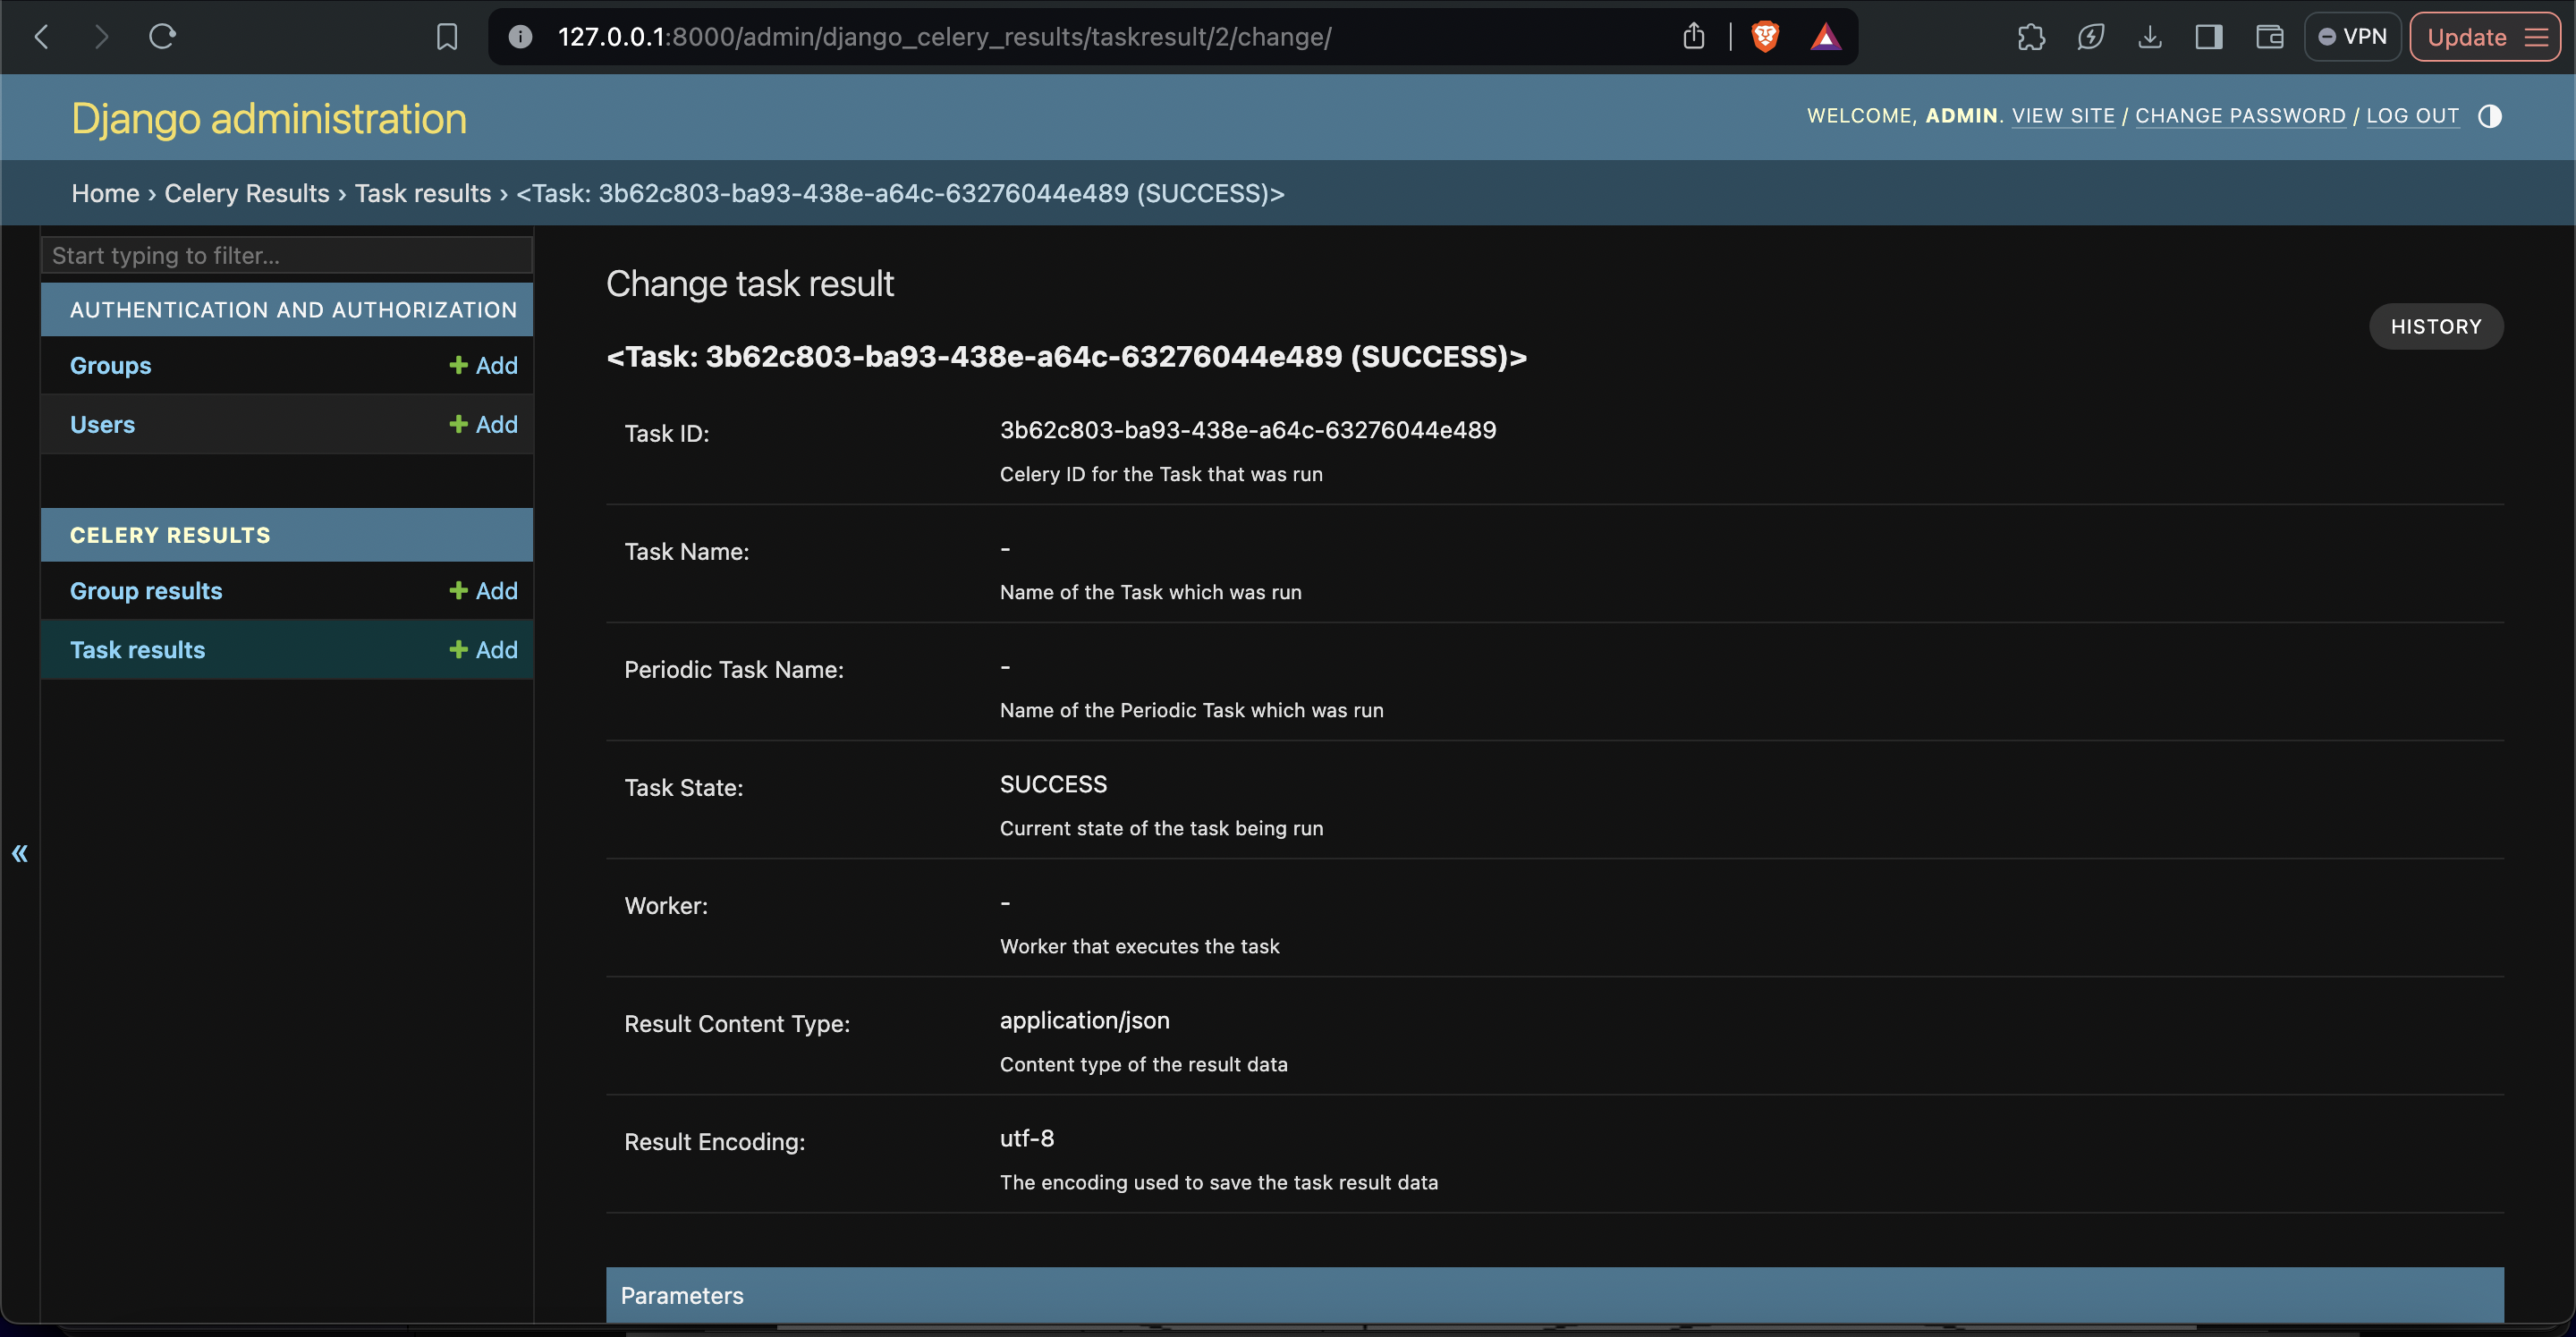 127.0.0.1:8000/admin/django_celery_results/taskresult/2/change/
VPN
Update
Django administration
WELCOME, ADMIN. VIEW SITE / CHANGE PASSWORD / LOG OUT
Home › Celery Results › Task results › <Task: 3b62c803-ba93-438e-a64c-63276044e489 (SUCCESS)>
Start typing to filter...
AUTHENTICATION AND AUTHORIZATION
Groups + Add
Users + Add
CELERY RESULTS
Group results + Add
Task results + Add
«
Change task result
HISTORY
<Task: 3b62c803-ba93-438e-a64c-63276044e489 (SUCCESS)>
Task ID: 3b62c803-ba93-438e-a64c-63276044e489
Celery ID for the Task that was run
Task Name: -
Name of the Task which was run
Periodic Task Name: -
Name of the Periodic Task which was run
Task State: SUCCESS
Current state of the task being run
Worker: -
Worker that executes the task
Result Content Type: application/json
Content type of the result data
Result Encoding: utf-8
The encoding used to save the task result data
Parameters